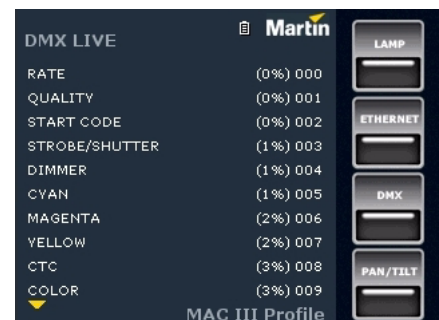 Martin
DMX LIVE
RATE (0%) 000
QUALITY (0%) 001
START CODE (0%) 002
STROBE/SHUTTER (1%) 003
DIMMER (1%) 004
CYAN (1%) 005
MAGENTA (2%) 006
YELLOW (2%) 007
CTC (3%) 008
COLOR (3%) 009
MAC III Profile
LAMP
ETHERNET
DMX
PAN/TILT